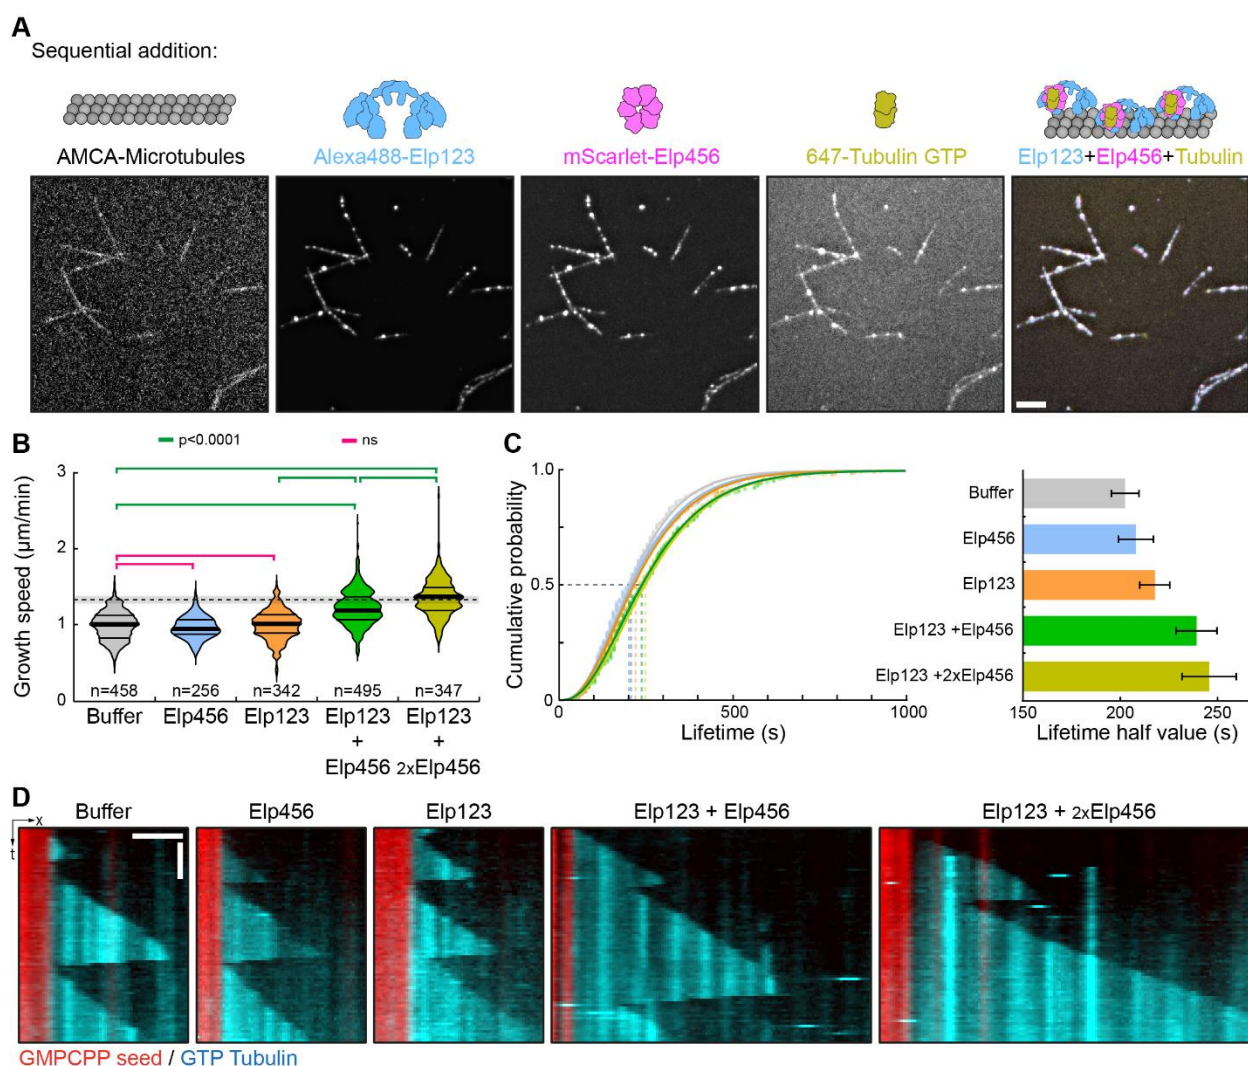 A
Sequential addition:
AMCA-Microtubules
Alexa488-Elp123
mScarlet-Elp456
647-Tubulin GTP
Elp123+Elp456+Tubulin
B
p<0.0001
ns
Growth speed (µm/min)
3
2
1
0
n=458
n=256
n=342
n=495
n=347
Buffer
Elp456
Elp123
Elp123
+
Elp456
Elp123
+
2xElp456
C
Cumulative probability
1.0
0.5
0
0
500
1000
Lifetime (s)
Buffer
Elp456
Elp123
Elp123 +Elp456
Elp123 +2xElp456
150
200
250
Lifetime half value (s)
D
x
t
Buffer
Elp456
Elp123
Elp123 + Elp456
Elp123 + 2xElp456
GMPCPP seed / GTP Tubulin